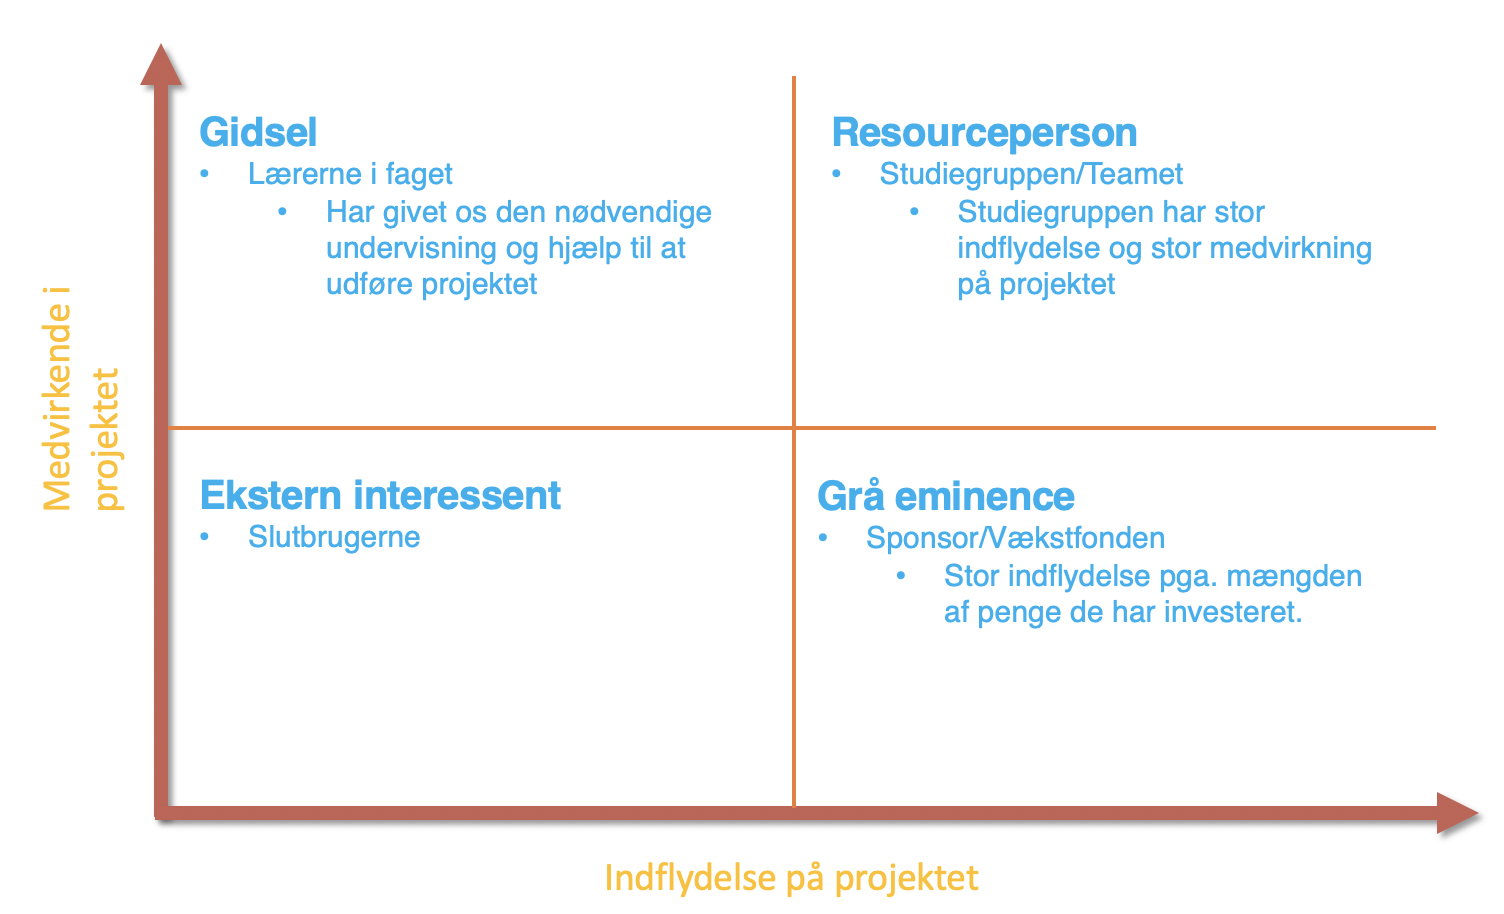 Gidsel
• Lærerne i faget
• Har givet os den nødvendige
undervisning og hjælp til at
udføre projektet
Resourceperson
• Studiegruppen/Teamet
• Studiegruppen har stor
indflydelse og stor medvirkning
på projektet
Medvirkende i
projektet
Ekstern interessent
• Slutbrugerne
Grå eminence
• Sponsor/Vækstfonden
• Stor indflydelse pga. mængden
af penge de har investeret.
Indflydelse på projektet